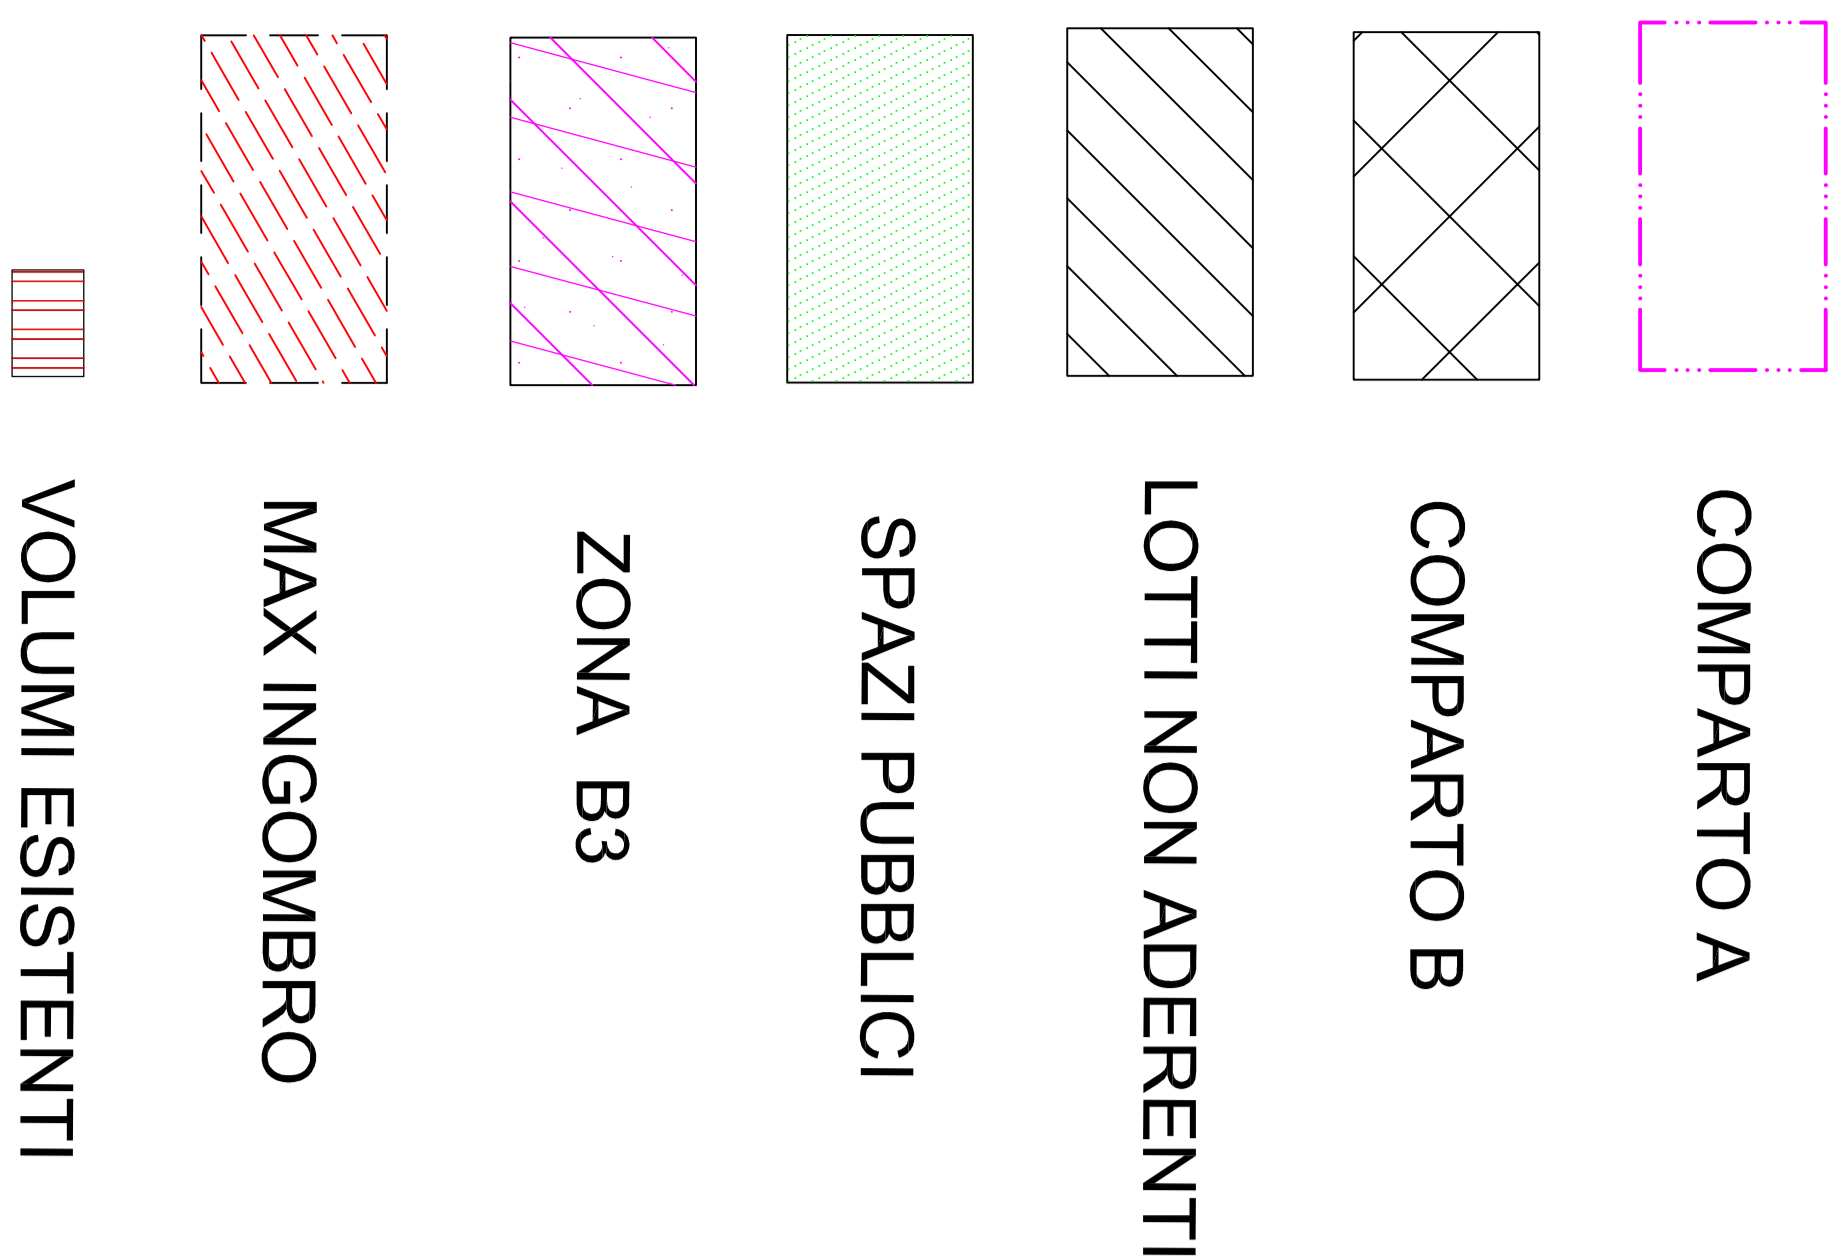 COMPARTO A
COMPARTO B
LOTTI NON ADERENTI
SPAZI PUBBLICI
ZONA B3
MAX INGOMBRO
VOLUMI ESISTENTI